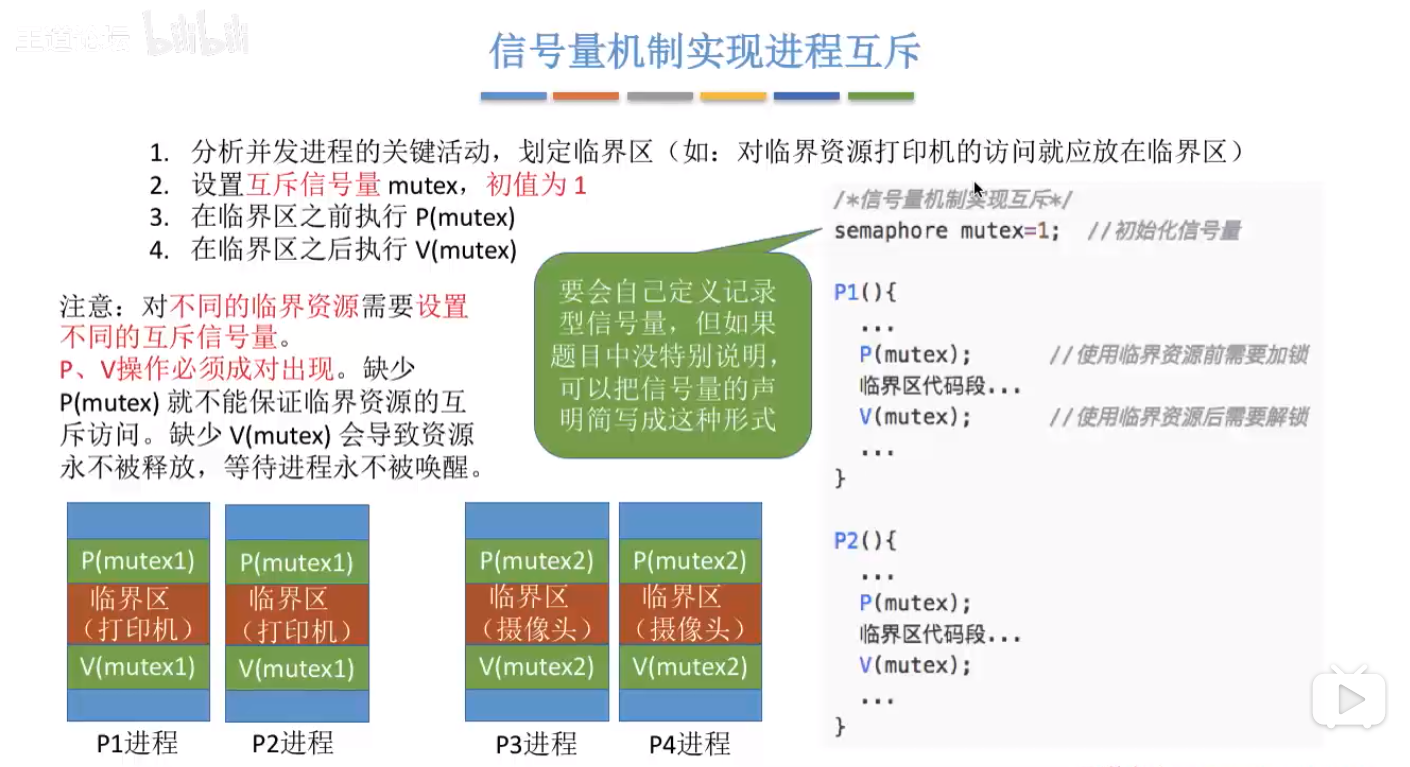 王道论坛 bilibili
信号量机制实现进程互斥
1. 分析并发进程的关键活动，划定临界区（如：对临界资源打印机的访问就应放在临界区）
2. 设置互斥信号量 mutex，初值为 1
3. 在临界区之前执行 P(mutex)
4. 在临界区之后执行 V(mutex)
注意：对不同的临界资源需要设置
不同的互斥信号量。
P、V操作必须成对出现。缺少
P(mutex) 就不能保证临界资源的互
斥访问。缺少 V(mutex) 会导致资源
永不被释放，等待进程永不被唤醒。
要会自己定义记录
型信号量，但如果
题目中没特别说明，
可以把信号量的声
明简写成这种形式
/*信号量机制实现互斥*/
semaphore mutex=1; //初始化信号量
P1(){
...
P(mutex); //使用临界资源前需要加锁
临界区代码段...
V(mutex); //使用临界资源后需要解锁
...
}
P2(){
...
P(mutex);
临界区代码段...
V(mutex);
...
}
P(mutex1)
临界区
（打印机）
V(mutex1)
P1进程
P(mutex1)
临界区
（打印机）
V(mutex1)
P2进程
P(mutex2)
临界区
（摄像头）
V(mutex2)
P3进程
P(mutex2)
临界区
（摄像头）
V(mutex2)
P4进程